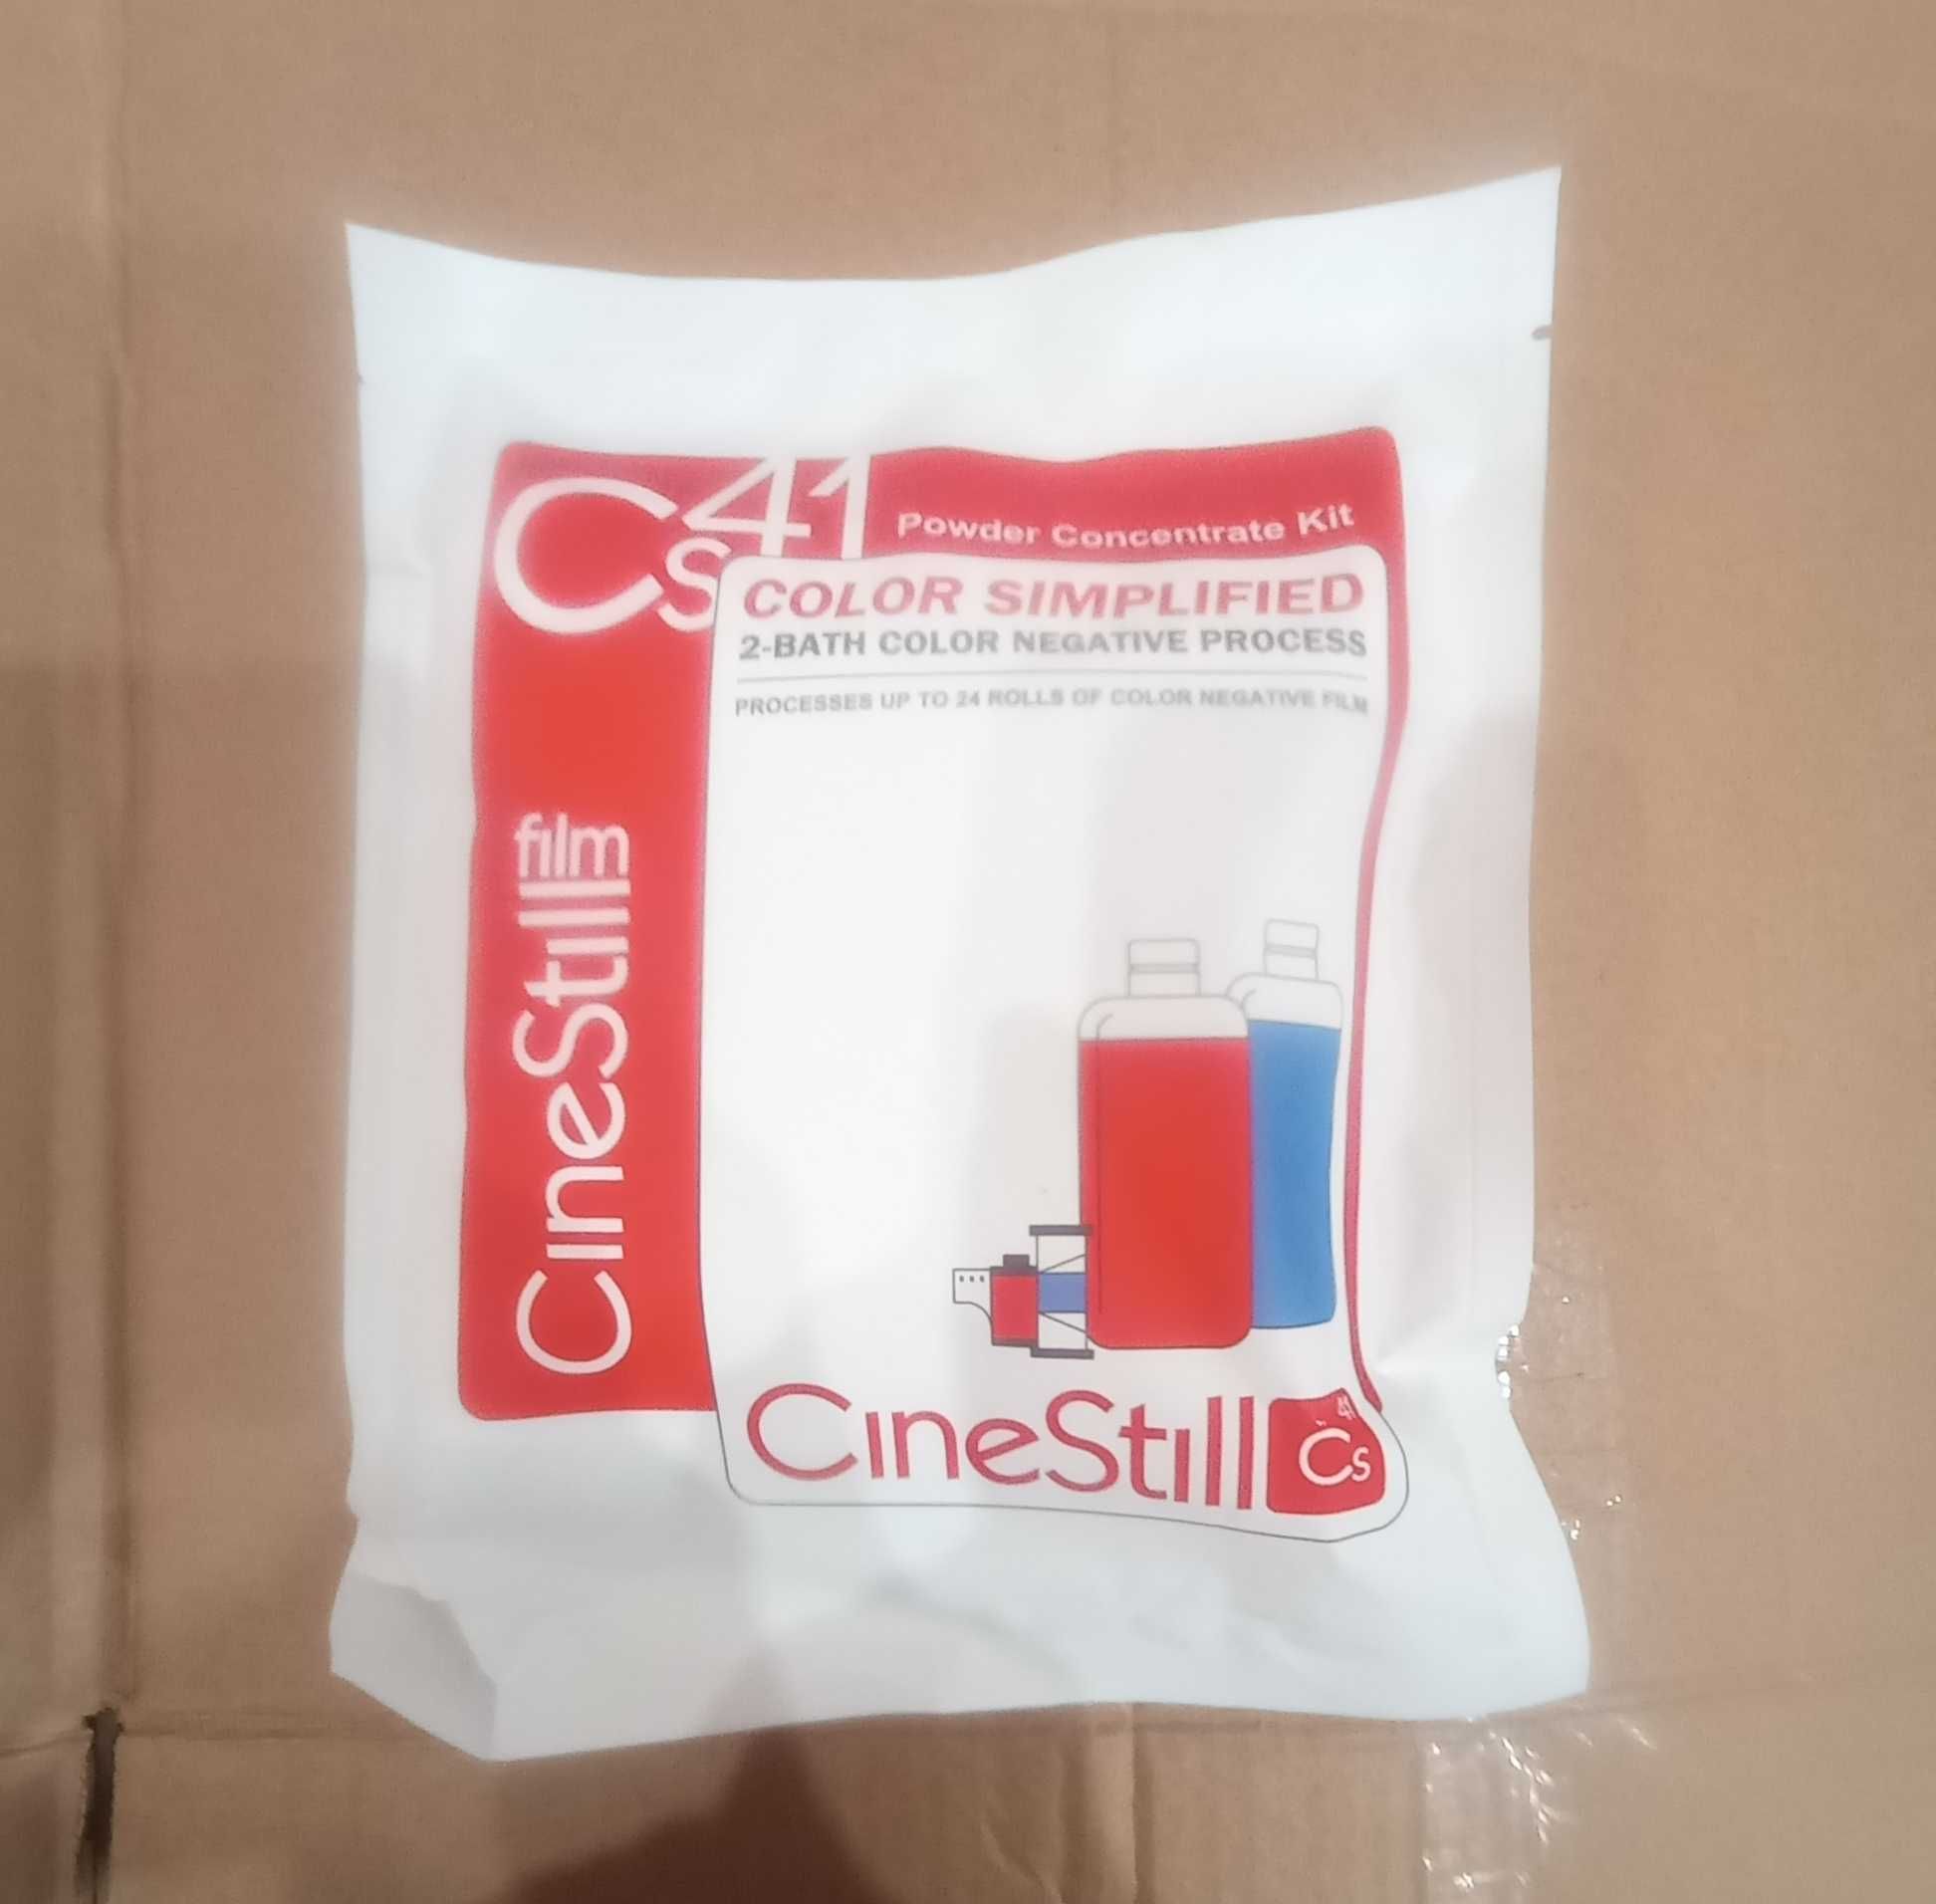 Cs41
Powder Concentrate Kit
COLOR SIMPLIFIED
2-BATH COLOR NEGATIVE PROCESS
PROCESSES UP TO 24 ROLLS OF COLOR NEGATIVE FILM
CineStill film
CineStill
Cs41